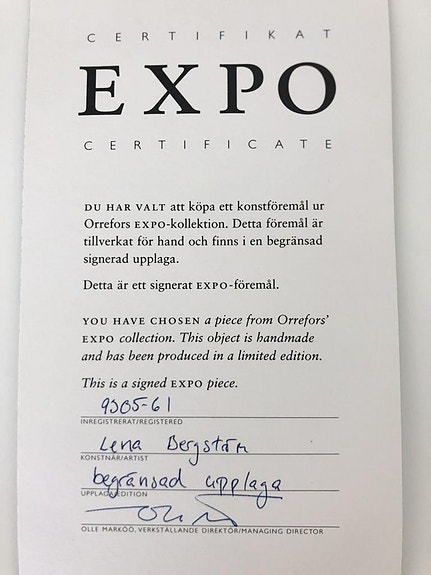 CERTIFIKAT
EXPO
CERTIFICATE
DU HAR VALT att köpa ett konstföremål ur
Orrefors EXPO-kollektion. Detta föremål är
tillverkat för hand och finns i en begränsad
signerad upplaga.
Detta är ett signerat EXPO-föremål.
YOU HAVE CHOSEN a piece from Orrefors'
EXPO collection. This object is handmade
and has been produced in a limited edition.
This is a signed EXPO piece.
9305-61
INREGISTRERAT/REGISTERED
Lena Bergström
KONSTNÄR/ARTIST
begränsad upplaga
UPPLAGA/EDITION
OLLE MARKÖÖ, VERKSTÄLLANDE DIREKTÖR/MANAGING DIRECTOR